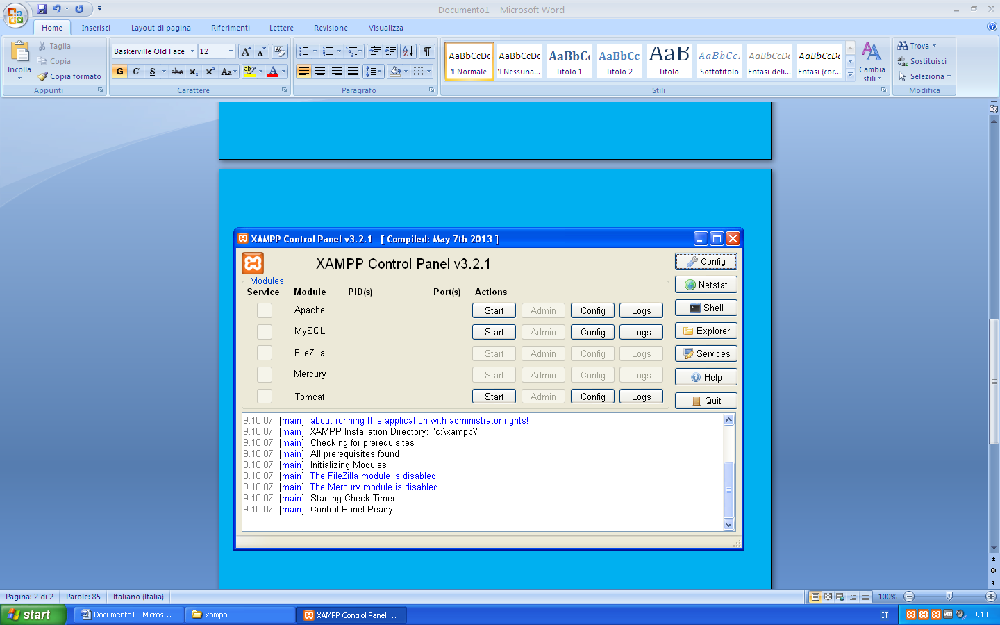 Documento1 - Microsoft Word
Home Inserisci Layout di pagina Riferimenti Lettere Revisione Visualizza
Incolla
Taglia
Copia
Copia formato
Appunti
Baskerville Old Face 12
G C S abc x₂ x² Aa
Carattere
Paragrafo
AaBbCcDc AaBbCcDc AaBbCc AaBbCc AaB AaBbCc. AaBbCcDc AaBbCcDc
¶ Normale ¶ Nessuna... Titolo 1 Titolo 2 Titolo Sottotitolo Enfasi deli... Enfasi (cor...
Cambia stili
Stili
Trova
Sostituisci
Seleziona
Modifica
XAMPP Control Panel v3.2.1 [ Compiled: May 7th 2013 ]
XAMPP Control Panel v3.2.1
Modules
Service Module PID(s) Port(s) Actions
Apache Start Admin Config Logs
MySQL Start Admin Config Logs
FileZilla Start Admin Config Logs
Mercury Start Admin Config Logs
Tomcat Start Admin Config Logs
Config
Netstat
Shell
Explorer
Services
Help
Quit
9.10.07 [main] about running this application with administrator rights!
9.10.07 [main] XAMPP Installation Directory: "c:\xampp\"
9.10.07 [main] Checking for prerequisites
9.10.07 [main] All prerequisites found
9.10.07 [main] Initializing Modules
9.10.07 [main] The FileZilla module is disabled
9.10.07 [main] The Mercury module is disabled
9.10.07 [main] Starting Check-Timer
9.10.07 [main] Control Panel Ready
Pagina: 2 di 2 Parole: 85 Italiano (Italia) 100%
start Documento1 - Micros... xampp XAMPP Control Panel ... IT vm 9.10